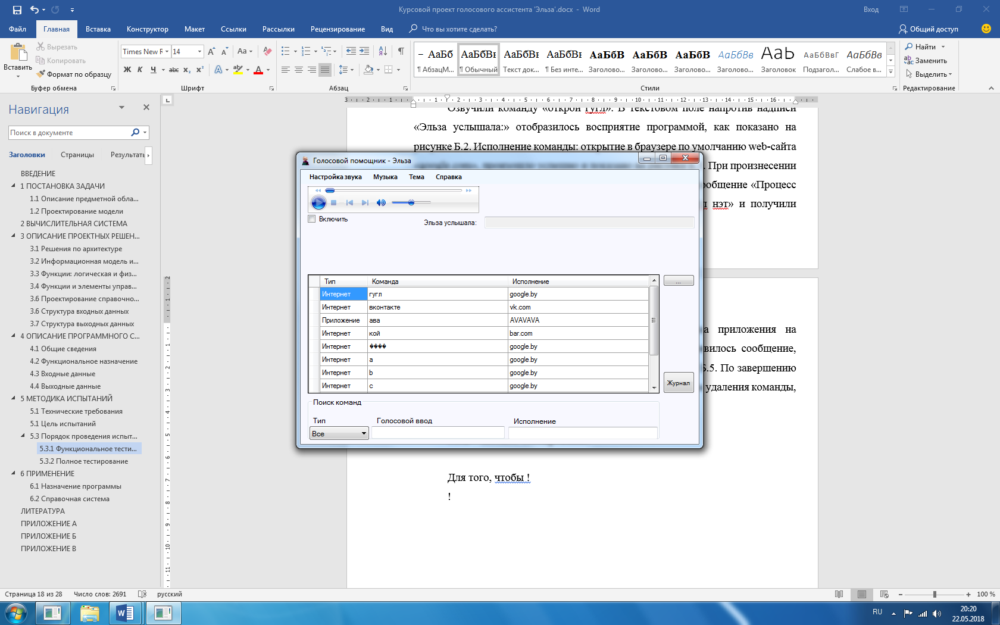 Курсовой проект голосового ассистента 'Эльза'.docx - Word
Вход
Файл Главная Вставка Конструктор Макет Ссылки Рассылки Рецензирование Вид Что вы хотите сделать? Общий доступ
Вставить
Вырезать
Копировать
Формат по образцу
Буфер обмена
Times New R 14
Шрифт
Абзац
– АаБб АаБбВı АаБбВı АаБбВı АаБбВ АаБбВ АаБбВ АаБбВв АаЬ АаБбВвГ АаБбВв
¶ АбзацМ... ¶ Обычный Текст док... ¶ Без инте... Заголово... Заголово... Заголово... Заголово... Заголовок Подзагол... Слабое в...
Стили
Найти
Заменить
Выделить
Редактирование
Навигация
Поиск в документе
Заголовки Страницы Результать
ВВЕДЕНИЕ
1 ПОСТАНОВКА ЗАДАЧИ
1.1 Описание предметной обла...
1.2 Проектирование модели
2 ВЫЧИСЛИТЕЛЬНАЯ СИСТЕМА
3 ОПИСАНИЕ ПРОЕКТНЫХ РЕШЕН...
3.1 Решения по архитектуре
3.2 Информационная модель и...
3.3 Функции: логическая и физ...
3.4 Функции и элементы управ...
3.6 Проектирование справочно...
3.6 Структура входных данных
3.7 Структура выходных данных
4 ОПИСАНИЕ ПРОГРАММНОГО С...
4.1 Общие сведения
4.2 Функциональное назначение
4.3 Входные данные
4.4 Выходные данные
5 МЕТОДИКА ИСПЫТАНИЙ
5.1 Технические требования
5.1 Цель испытаний
5.3 Порядок проведения испыт...
5.3.1 Функциональное тести...
5.3.2 Полное тестирование
6 ПРИМЕНЕНИЕ
6.1 Назначение программы
6.2 Справочная система
ЛИТЕРАТУРА
ПРИЛОЖЕНИЕ А
ПРИЛОЖЕНИЕ Б
ПРИЛОЖЕНИЕ В
Озвучили команду «открой гугл». В текстовом поле напротив надписи
«Эльза услышала:» отобразилось восприятие программой, как показано на
рисунке Б.2. Исполнение команды: открытие в браузере по умолчанию web-сайта
. При произнесении
ообщение «Процесс
нэт» и получили
Голосовой помощник - Эльза
Настройка звука Музыка Тема Справка
Включить
Эльза услышала:
Тип Команда Исполнение
Интернет гугл google.by
Интернет вконтакте vk.com
Приложение ава AVAVAVA
Интернет кой bar.com
Интернет ���� google.by
Интернет a google.by
Интернет b google.by
Интернет c google.by
...
Журнал
Поиск команд
Тип Голосовой ввод Исполнение
Все
а приложения на
вилось сообщение,
Б.5. По завершению
удаления команды,
Для того, чтобы !
!
Страница 18 из 28 Число слов: 2691 русский
100 %
RU
20:20
22.05.2018